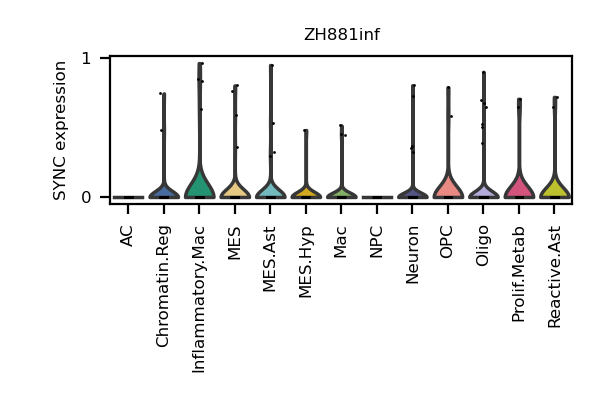 ZH881inf
SYNC expression
1
0
AC
Chromatin.Reg
Inflammatory.Mac
MES
MES.Ast
MES.Hyp
Mac
NPC
Neuron
OPC
Oligo
Prolif.Metab
Reactive.Ast